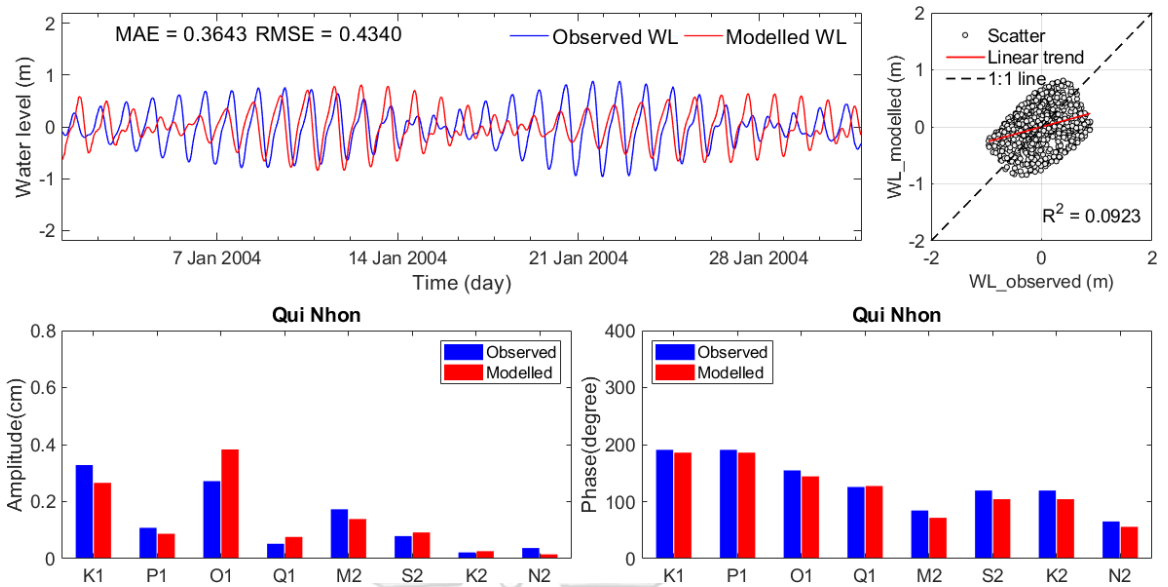 MAE = 0.3643 RMSE = 0.4340
Observed WL
Modelled WL
Water level (m)
2
1
0
-1
-2
7 Jan 2004
14 Jan 2004
21 Jan 2004
28 Jan 2004
Time (day)
Scatter
Linear trend
1:1 line
WL_modelled (m)
2
1
0
-1
-2
R² = 0.0923
-2
0
2
WL_observed (m)
Qui Nhon
Observed
Modelled
Amplitude(cm)
0.8
0.6
0.4
0.2
0
K1 P1 O1 Q1 M2 S2 K2 N2
Qui Nhon
Observed
Modelled
Phase(degree)
400
300
200
100
0
K1 P1 O1 Q1 M2 S2 K2 N2